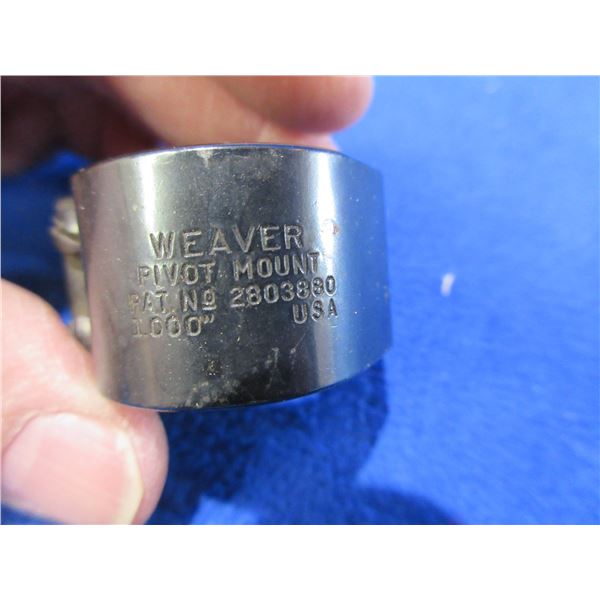 WEAVER
PIVOT MOUNT
PAT. No 2803880
1.000" USA